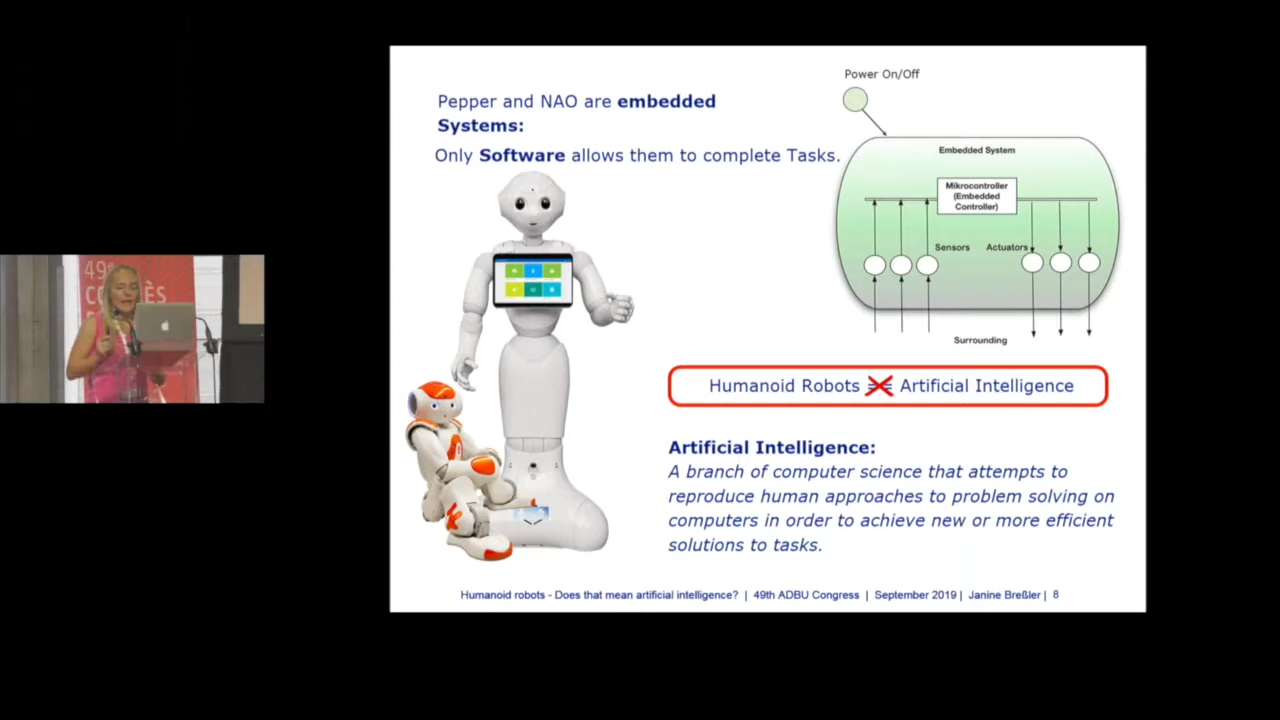 Pepper and NAO are embedded
Systems:
Only Software allows them to complete Tasks.
Power On/Off
Embedded System
Mikrocontroller
(Embedded
Controller)
Sensors
Actuators
Surrounding
Humanoid Robots == Artificial Intelligence
Artificial Intelligence:
A branch of computer science that attempts to
reproduce human approaches to problem solving on
computers in order to achieve new or more efficient
solutions to tasks.
Humanoid robots - Does that mean artificial intelligence? | 49th ADBU Congress | September 2019 | Janine Breßler | 8
49e